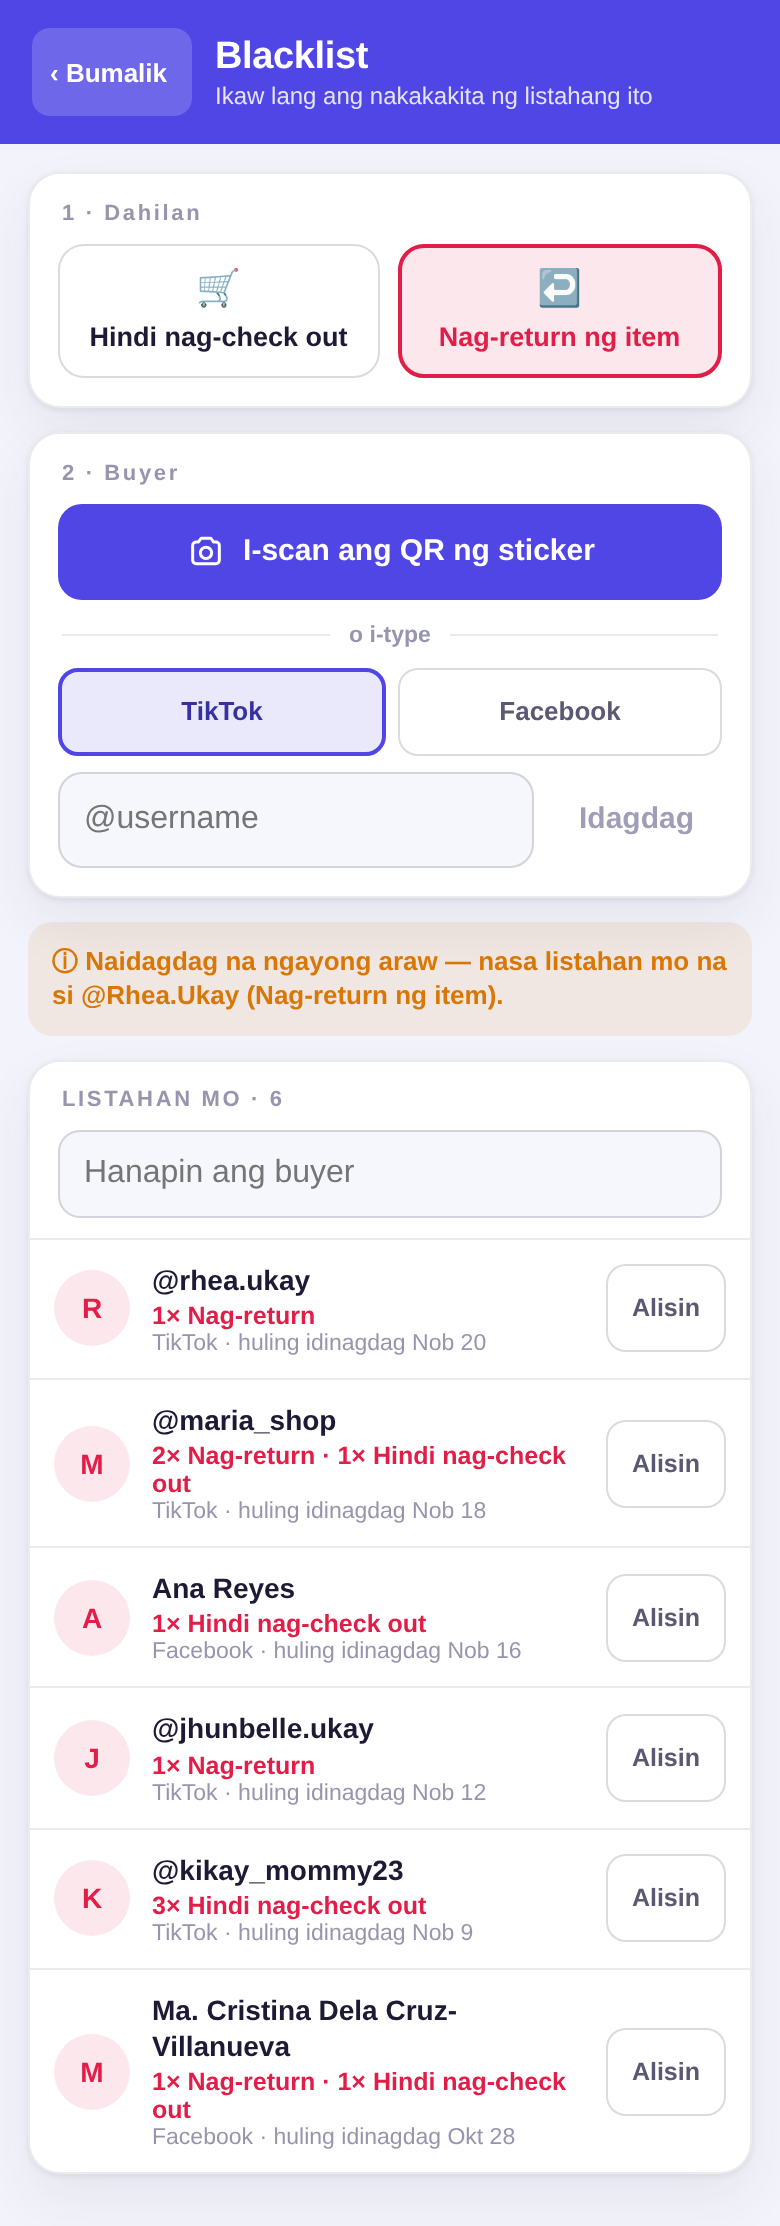 ‹ Bumalik
Blacklist
Ikaw lang ang nakakakita ng listahang ito
1 · Dahilan
Hindi nag-check out
Nag-return ng item
2 · Buyer
I-scan ang QR ng sticker
o i-type
TikTok
Facebook
@username
Idagdag
ⓘ Naidagdag na ngayong araw — nasa listahan mo na
si @Rhea.Ukay (Nag-return ng item).
LISTAHAN MO · 6
Hanapin ang buyer
R
@rhea.ukay
1× Nag-return
TikTok · huling idinagdag Nob 20
Alisin
M
@maria_shop
2× Nag-return · 1× Hindi nag-check
out
TikTok · huling idinagdag Nob 18
Alisin
A
Ana Reyes
1× Hindi nag-check out
Facebook · huling idinagdag Nob 16
Alisin
J
@jhunbelle.ukay
1× Nag-return
TikTok · huling idinagdag Nob 12
Alisin
K
@kikay_mommy23
3× Hindi nag-check out
TikTok · huling idinagdag Nob 9
Alisin
M
Ma. Cristina Dela Cruz-
Villanueva
1× Nag-return · 1× Hindi nag-check
out
Facebook · huling idinagdag Okt 28
Alisin